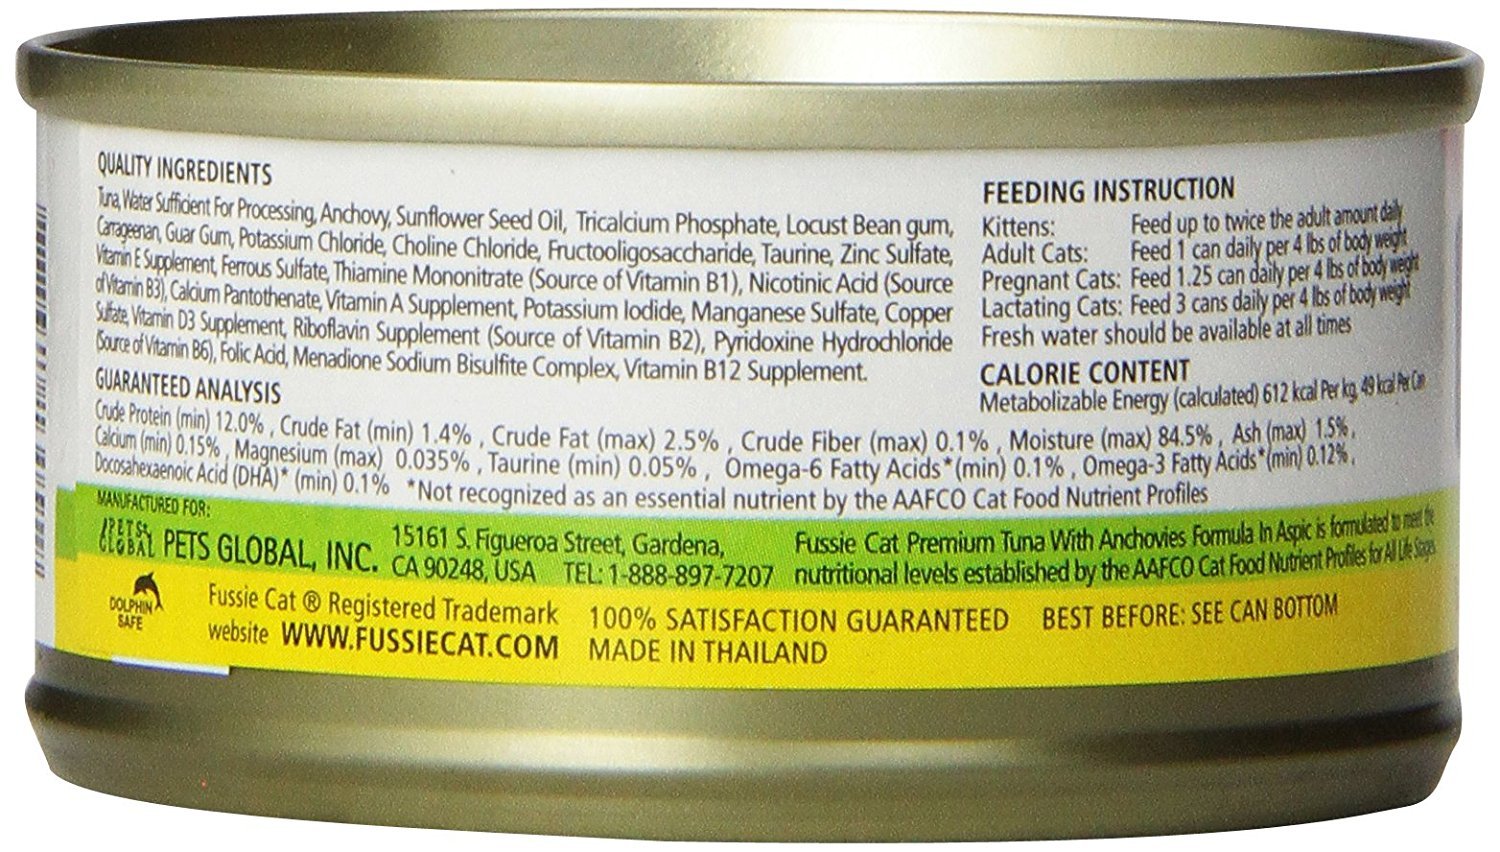 QUALITY INGREDIENTS
Tuna, Water Sufficient For Processing, Anchovy, Sunflower Seed Oil, Tricalcium Phosphate, Locust Bean gum,
Carrageenan, Guar Gum, Potassium Chloride, Choline Chloride, Fructooligosaccharide, Taurine, Zinc Sulfate,
Vitamin E Supplement, Ferrous Sulfate, Thiamine Mononitrate (Source of Vitamin B1), Nicotinic Acid (Source
of Vitamin B3), Calcium Pantothenate, Vitamin A Supplement, Potassium Iodide, Manganese Sulfate, Copper
Sulfate, Vitamin D3 Supplement, Riboflavin Supplement (Source of Vitamin B2), Pyridoxine Hydrochloride
(Source of Vitamin B6), Folic Acid, Menadione Sodium Bisulfite Complex, Vitamin B12 Supplement.
FEEDING INSTRUCTION
Kittens: Feed up to twice the adult amount daily
Adult Cats: Feed 1 can daily per 4 lbs of body weight
Pregnant Cats: Feed 1.25 can daily per 4 lbs of body weight
Lactating Cats: Feed 3 cans daily per 4 lbs of body weight
Fresh water should be available at all times
CALORIE CONTENT
Metabolizable Energy (calculated) 612 kcal Per kg, 49 kcal Per Can
GUARANTEED ANALYSIS
Crude Protein (min) 12.0% , Crude Fat (min) 1.4% , Crude Fat (max) 2.5% , Crude Fiber (max) 0.1% , Moisture (max) 84.5% , Ash (max) 1.5% ,
Calcium (min) 0.15% , Magnesium (max) 0.035% , Taurine (min) 0.05% , Omega-6 Fatty Acids*(min) 0.1% , Omega-3 Fatty Acids*(min) 0.12% ,
Docosahexaenoic Acid (DHA)* (min) 0.1% *Not recognized as an essential nutrient by the AAFCO Cat Food Nutrient Profiles
MANUFACTURED FOR:
PETS GLOBAL
PETS GLOBAL, INC.
15161 S. Figueroa Street, Gardena,
CA 90248, USA TEL: 1-888-897-7207
Fussie Cat Premium Tuna With Anchovies Formula In Aspic is formulated to meet the
nutritional levels established by the AAFCO Cat Food Nutrient Profiles for All Life Stages.
DOLPHIN
SAFE
Fussie Cat ® Registered Trademark
website WWW.FUSSIECAT.COM
100% SATISFACTION GUARANTEED
MADE IN THAILAND
BEST BEFORE: SEE CAN BOTTOM